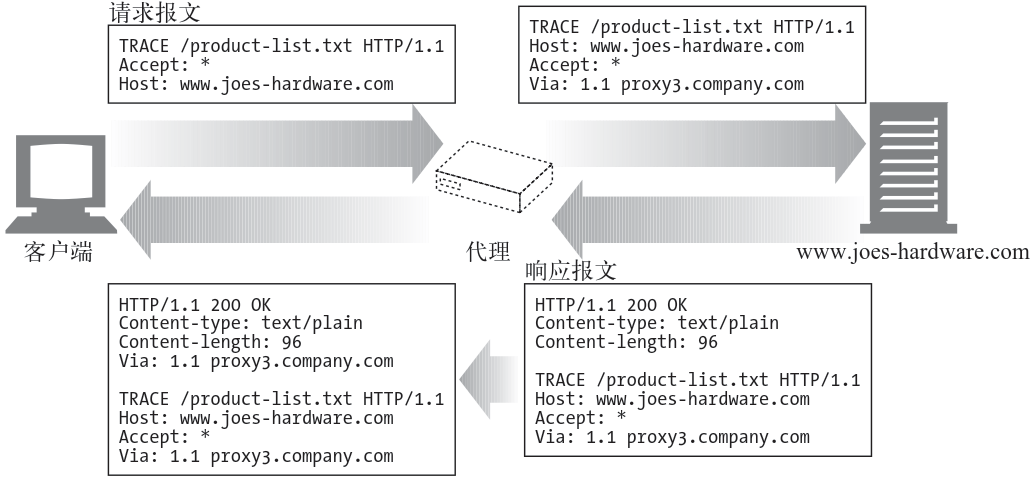 请求报文
TRACE /product-list.txt HTTP/1.1
Accept: *
Host: www.joes-hardware.com
TRACE /product-list.txt HTTP/1.1
Host: www.joes-hardware.com
Accept: *
Via: 1.1 proxy3.company.com
客户端
代理
www.joes-hardware.com
响应报文
HTTP/1.1 200 OK
Content-type: text/plain
Content-length: 96
Via: 1.1 proxy3.company.com
TRACE /product-list.txt HTTP/1.1
Host: www.joes-hardware.com
Accept: *
Via: 1.1 proxy3.company.com
HTTP/1.1 200 OK
Content-type: text/plain
Content-length: 96
TRACE /product-list.txt HTTP/1.1
Host: www.joes-hardware.com
Accept: *
Via: 1.1 proxy3.company.com